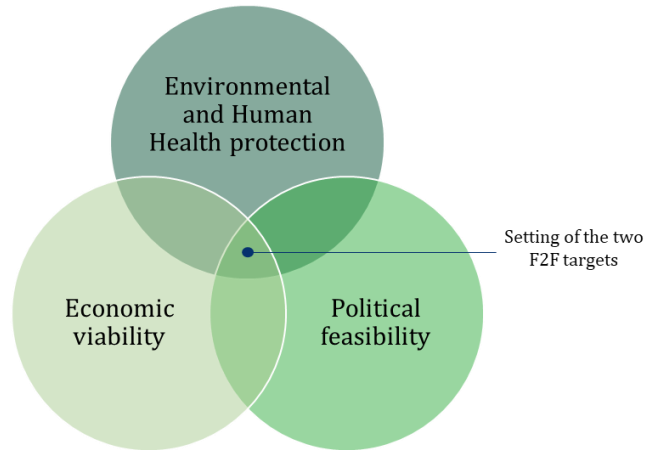 Environmental
and Human
Health protection
Setting of the two
F2F targets
Economic
viability
Political
feasibility